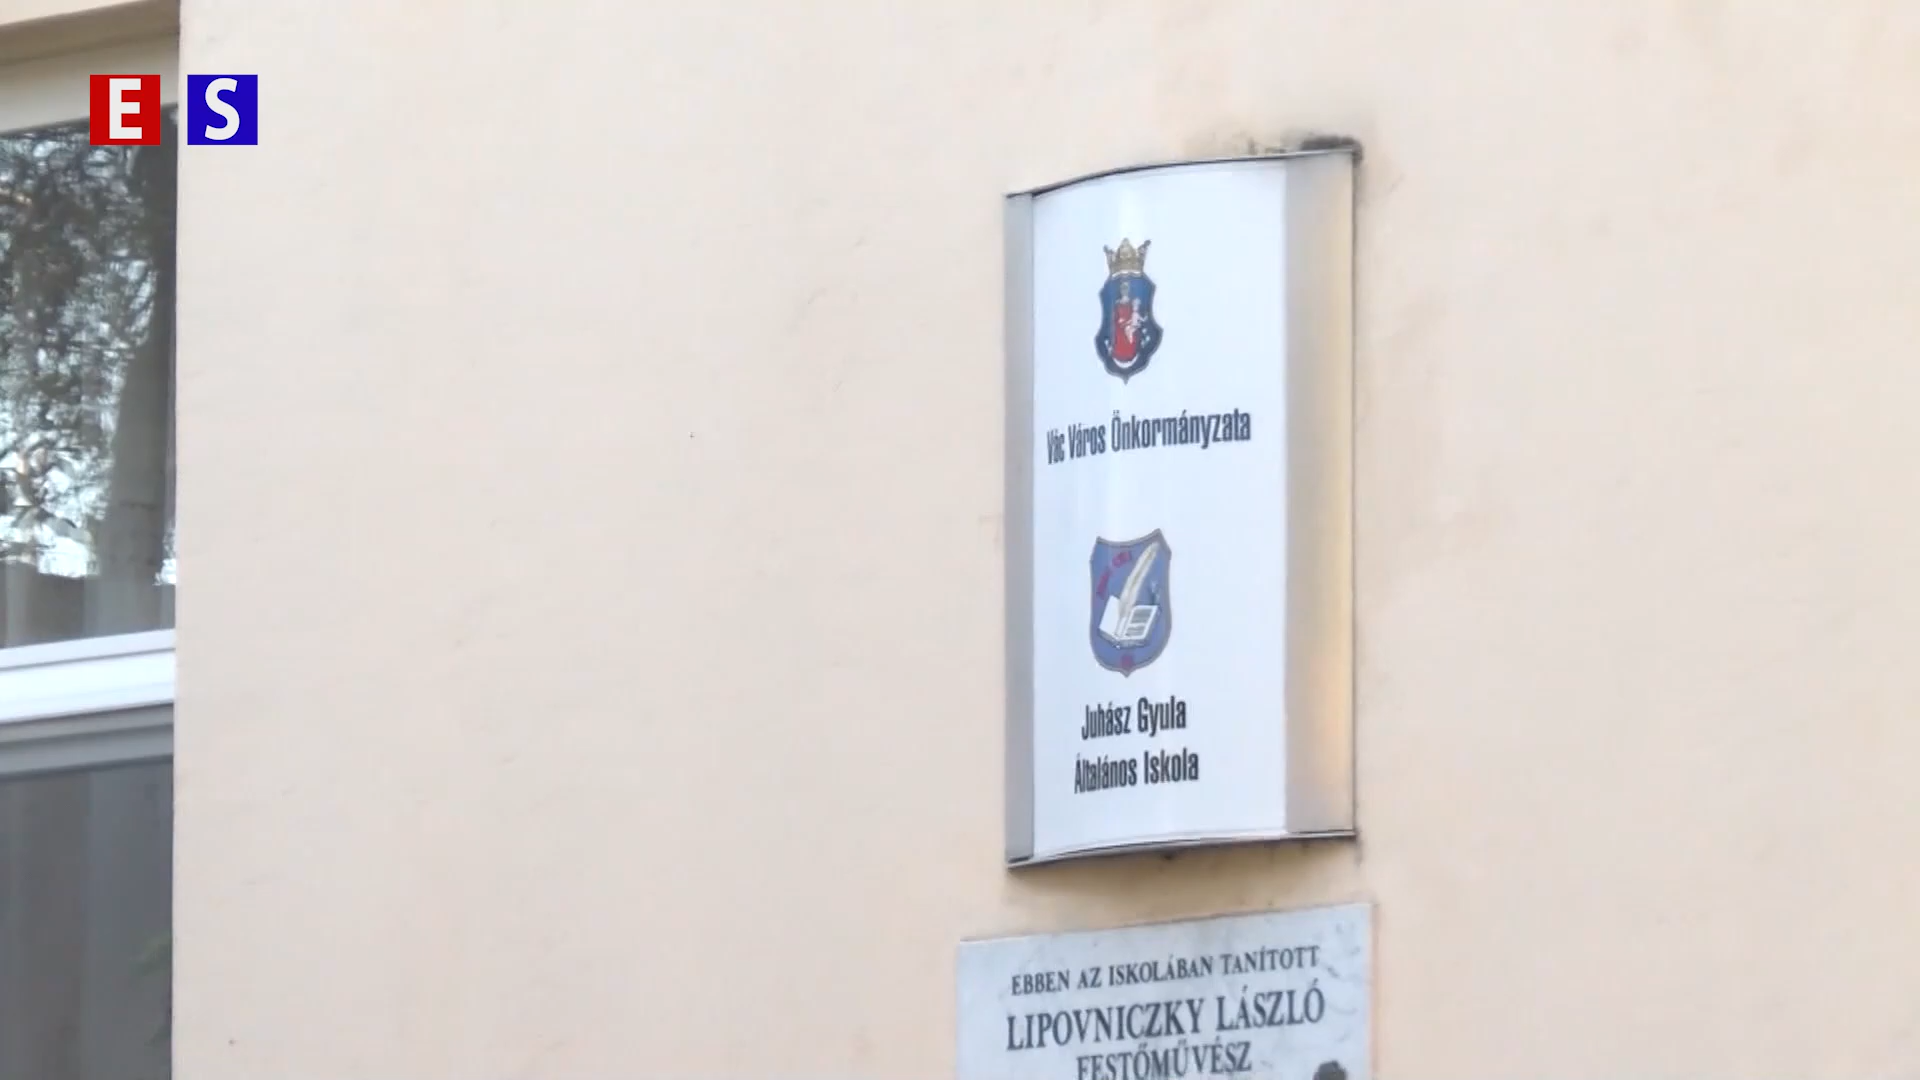 E S
Vác Város Önkormányzata
Juhász Gyula
Általános Iskola
EBBEN AZ ISKOLÁBAN TANÍTOTT
LIPOVNICZKY LÁSZLÓ
FESTŐMŰVÉSZ